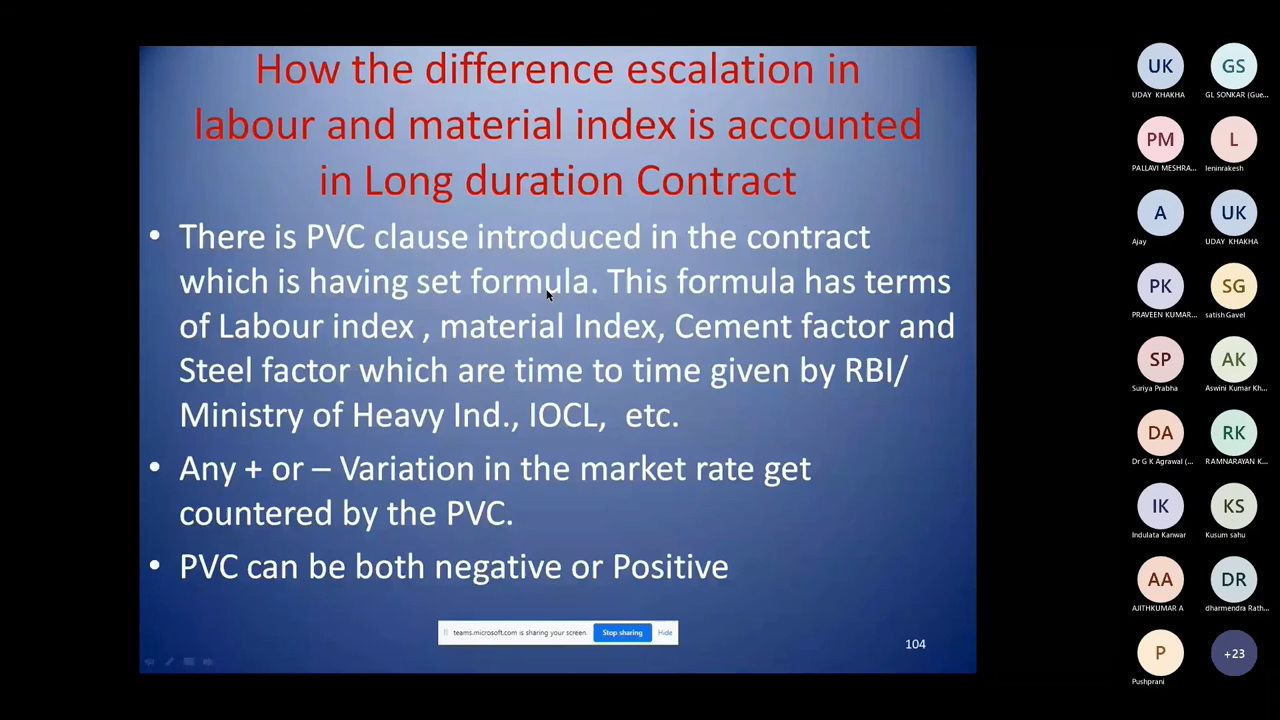 How the difference escalation in
labour and material index is accounted
in Long duration Contract
• There is PVC clause introduced in the contract
which is having set formula. This formula has terms
of Labour index , material Index, Cement factor and
Steel factor which are time to time given by RBI/
Ministry of Heavy Ind., IOCL, etc.
• Any + or – Variation in the market rate get
countered by the PVC.
• PVC can be both negative or Positive
teams.microsoft.com is sharing your screen. Stop sharing Hide
104
UK GS
UDAY KHAKHA GL SONKAR (Gue...
PM L
PALLAVI MESHRA... leninrakesh
A UK
Ajay UDAY KHAKHA
PK SG
PRAVEEN KUMAR... satish Gavel
SP AK
Suriya Prabha Aswini Kumar Kh...
DA RK
Dr G K Agrawal (... RAMNARAYAN K...
IK KS
Indulata Kanwar Kusum sahu
AA DR
AJITHKUMAR A dharmendra Rath...
P +23
Pushprani